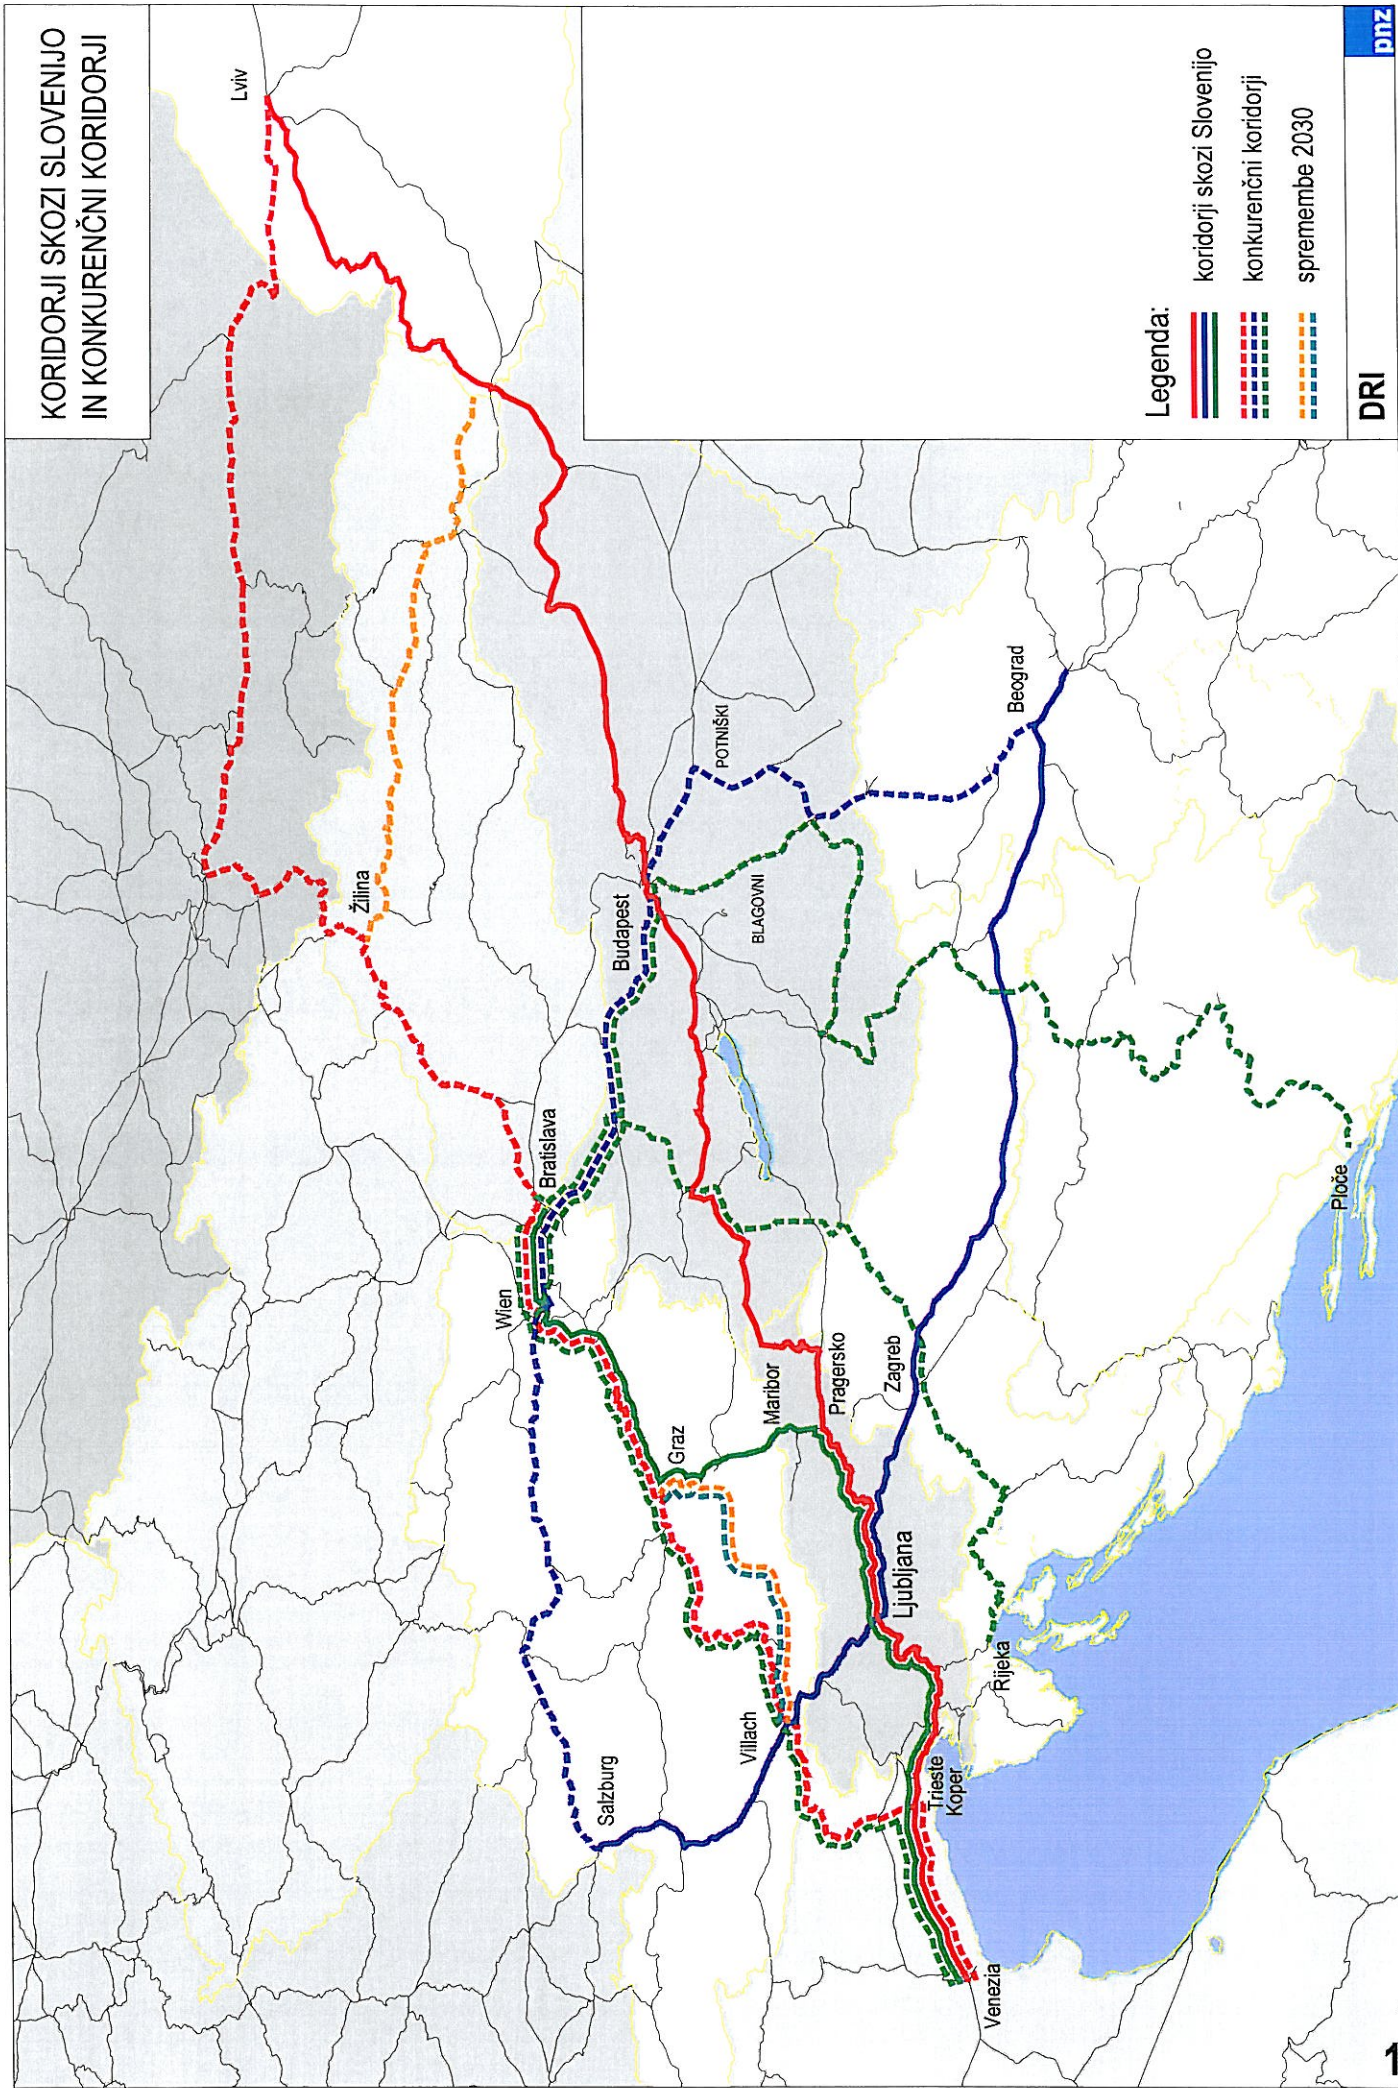 KORIDORJI SKOZI SLOVENIJO
IN KONKURENČNI KORIDORJI
Lviv
Žilina
Bratislava
Wien
Budapest
POTNIŠKI
BLAGOVNI
Beograd
Salzburg
Graz
Maribor
Pragersko
Zagreb
Villach
Ljubljana
Trieste
Koper
Rijeka
Venezia
Ploče
Legenda:
koridorji skozi Slovenijo
konkurenčni koridorji
spremembe 2030
DRI
pnz
1